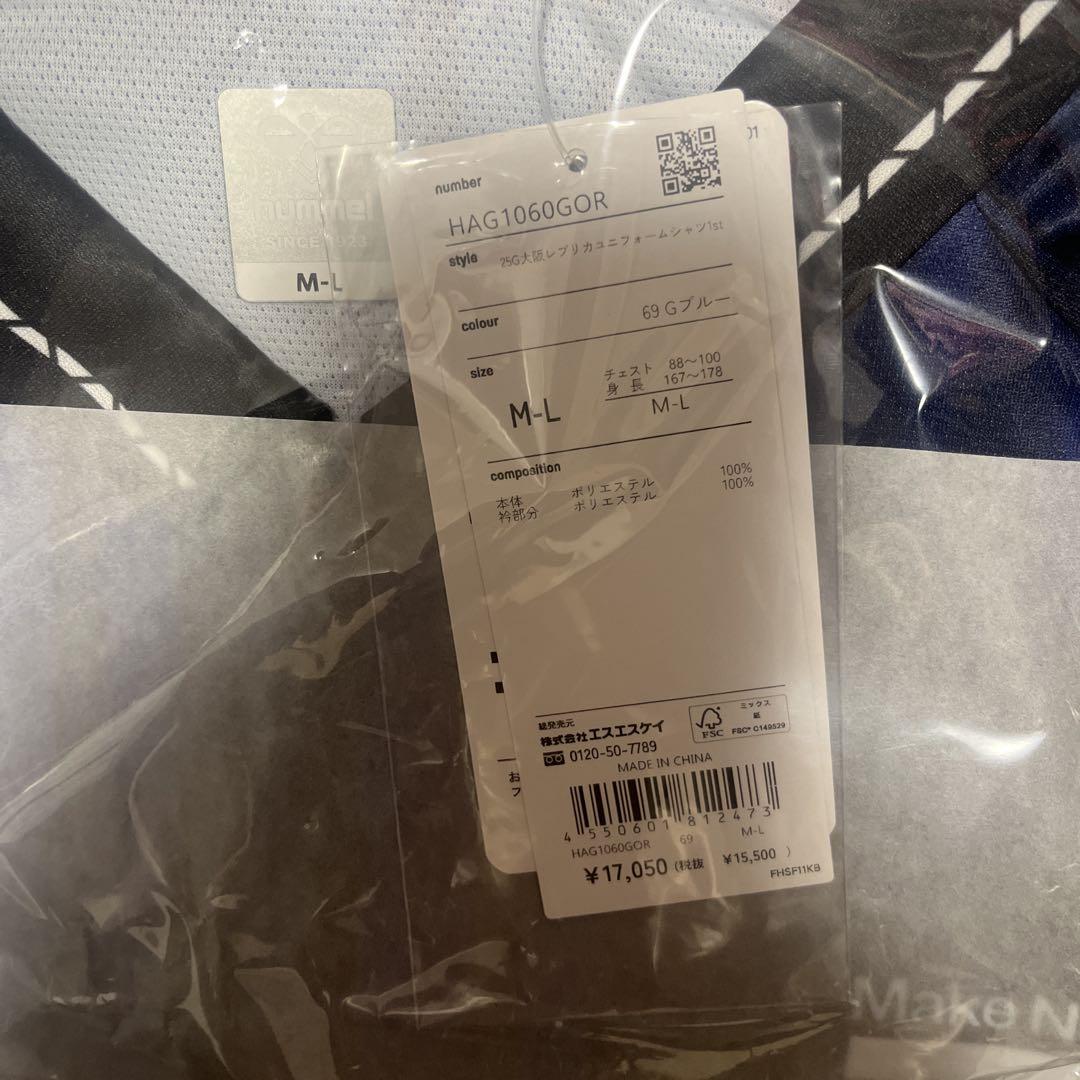 hummel
SINCE 1923
M-L
01
number
HAG1060GOR
style 25G大阪レプリカユニフォームシャツ1st
colour 69 Gブルー
size チェスト 88～100
身長 167～178
M-L M-L
composition
本体 ポリエステル 100%
衿部分 ポリエステル 100%
総発売元
株式会社エスエスケイ
0120-50-7789
MADE IN CHINA
ミックス
紙
FSC FSC® C149529
お
フ
4 550601 812473
HAG1060GOR 69 M-L
¥17,050 (税抜 ¥15,500 )
FHSF11KB
Make N